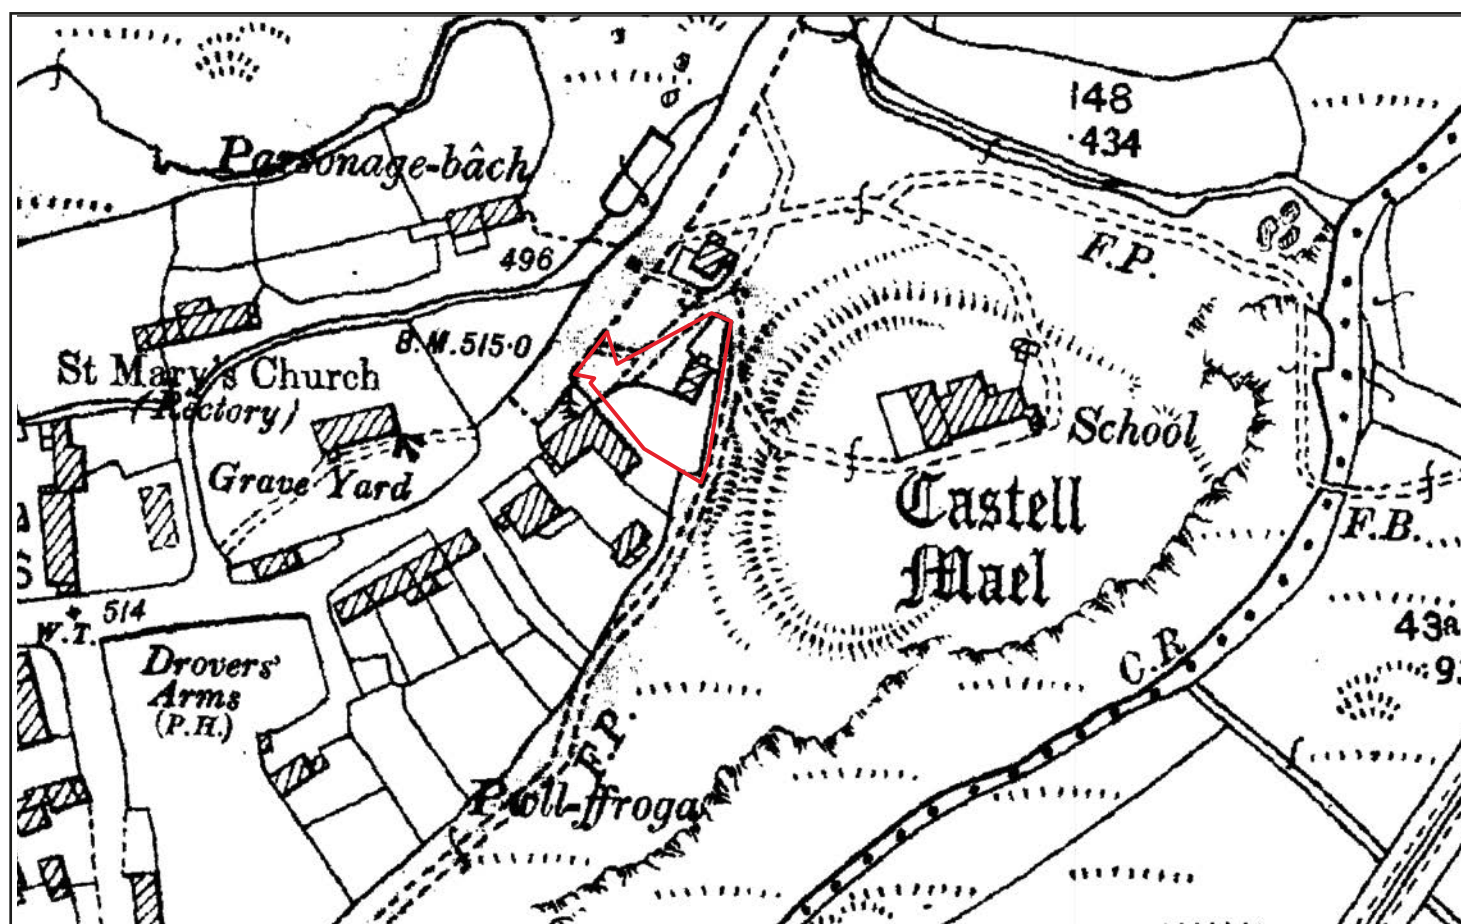 148
·434
Parsonage-bâch
496
F.P.
B.M.515·0
St Mary's Church
(Rectory)
School
Grave Yard
Castell
Mael
F.B.
514
W.T.
43a
Drovers'
Arms
(P.H.)
C.R.
F.P.
Pwll-ffroga